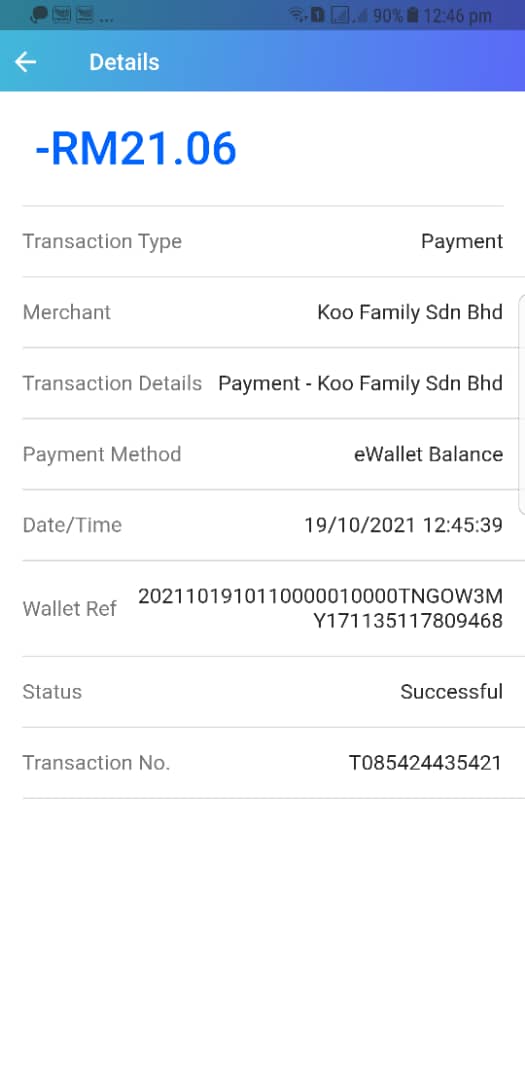 ... 90% 12:46 pm
Details
-RM21.06
Transaction Type Payment
Merchant Koo Family Sdn Bhd
Transaction Details Payment - Koo Family Sdn Bhd
Payment Method eWallet Balance
Date/Time 19/10/2021 12:45:39
Wallet Ref 2021101910110000010000TNGOW3M
Y171135117809468
Status Successful
Transaction No. T085424435421